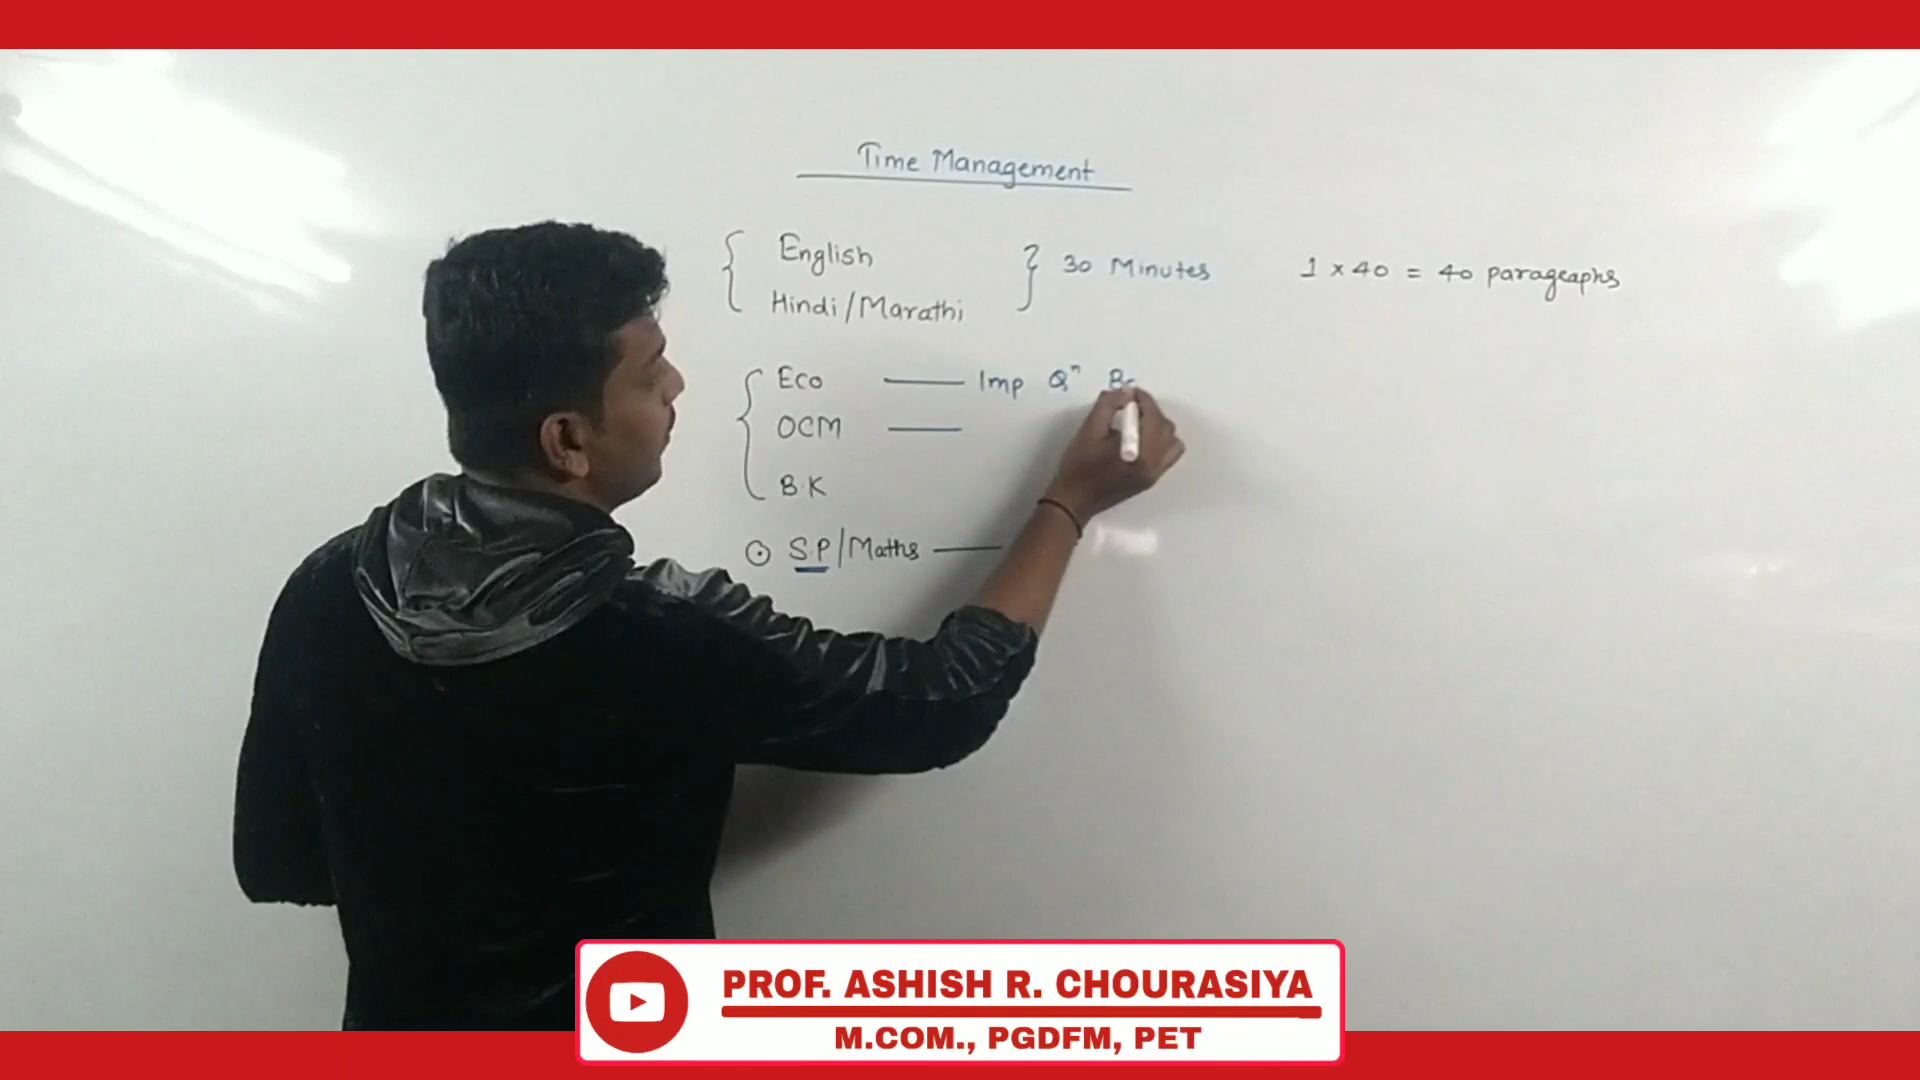 Time Management
English
Hindi/Marathi
30 Minutes
1 x 40 = 40 paragraphs
Eco — Imp Qⁿ
OCM —
B.K
S.P/Maths —
PROF. ASHISH R. CHOURASIYA
M.COM., PGDFM, PET